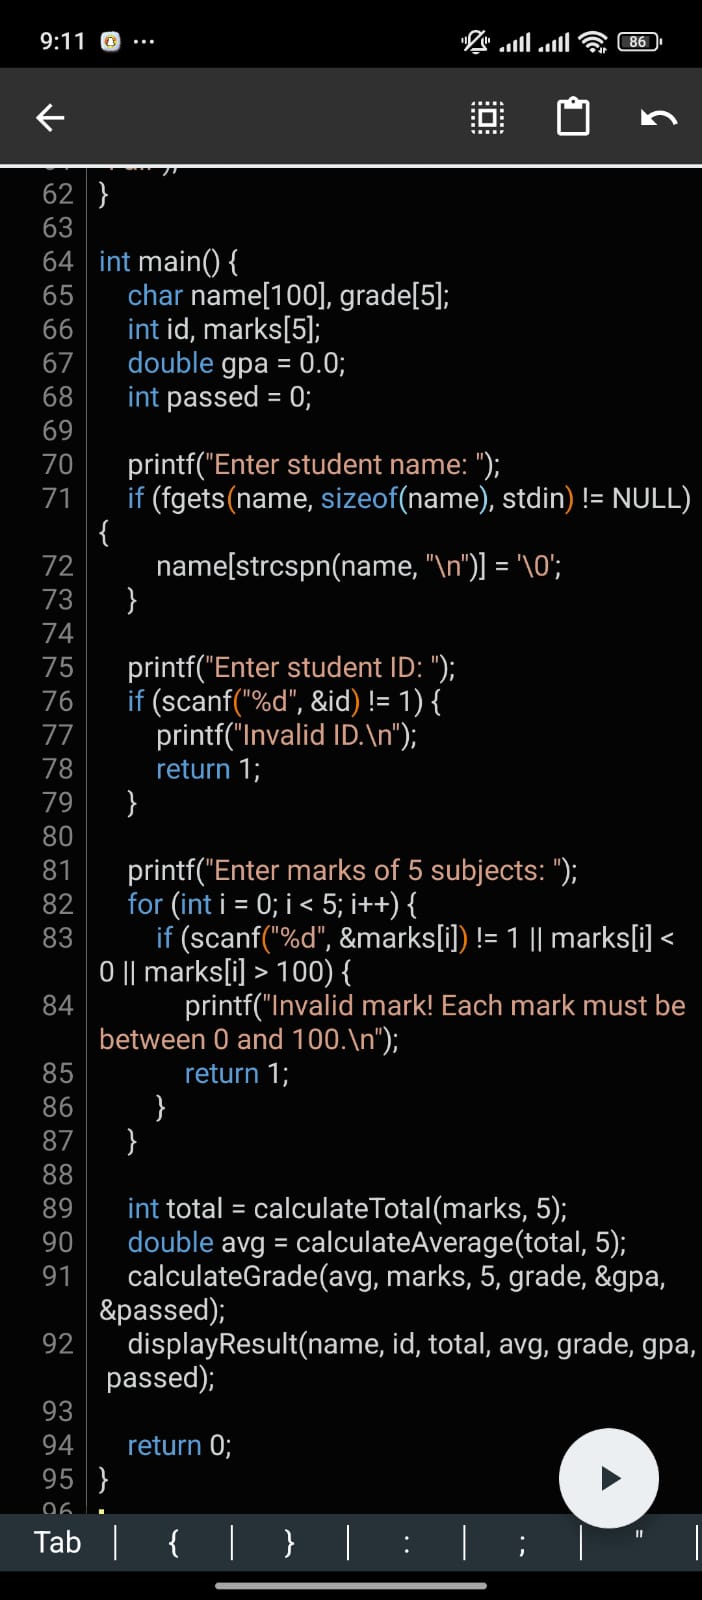 9:11 ... 86
62 }
63
64 int main() {
65 char name[100], grade[5];
66 int id, marks[5];
67 double gpa = 0.0;
68 int passed = 0;
69
70 printf("Enter student name: ");
71 if (fgets(name, sizeof(name), stdin) != NULL)
{
72 name[strcspn(name, "\n")] = '\0';
73 }
74
75 printf("Enter student ID: ");
76 if (scanf("%d", &id) != 1) {
77 printf("Invalid ID.\n");
78 return 1;
79 }
80
81 printf("Enter marks of 5 subjects: ");
82 for (int i = 0; i < 5; i++) {
83 if (scanf("%d", &marks[i]) != 1 || marks[i] <
0 || marks[i] > 100) {
84 printf("Invalid mark! Each mark must be
between 0 and 100.\n");
85 return 1;
86 }
87 }
88
89 int total = calculateTotal(marks, 5);
90 double avg = calculateAverage(total, 5);
91 calculateGrade(avg, marks, 5, grade, &gpa,
&passed);
92 displayResult(name, id, total, avg, grade, gpa,
passed);
93
94 return 0;
95 }
96
Tab | { | } | : | ; | " |